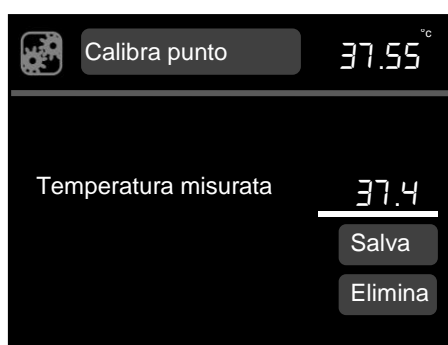 Calibra punto 37.55 °c
Temperatura misurata 37.4
Salva
Elimina